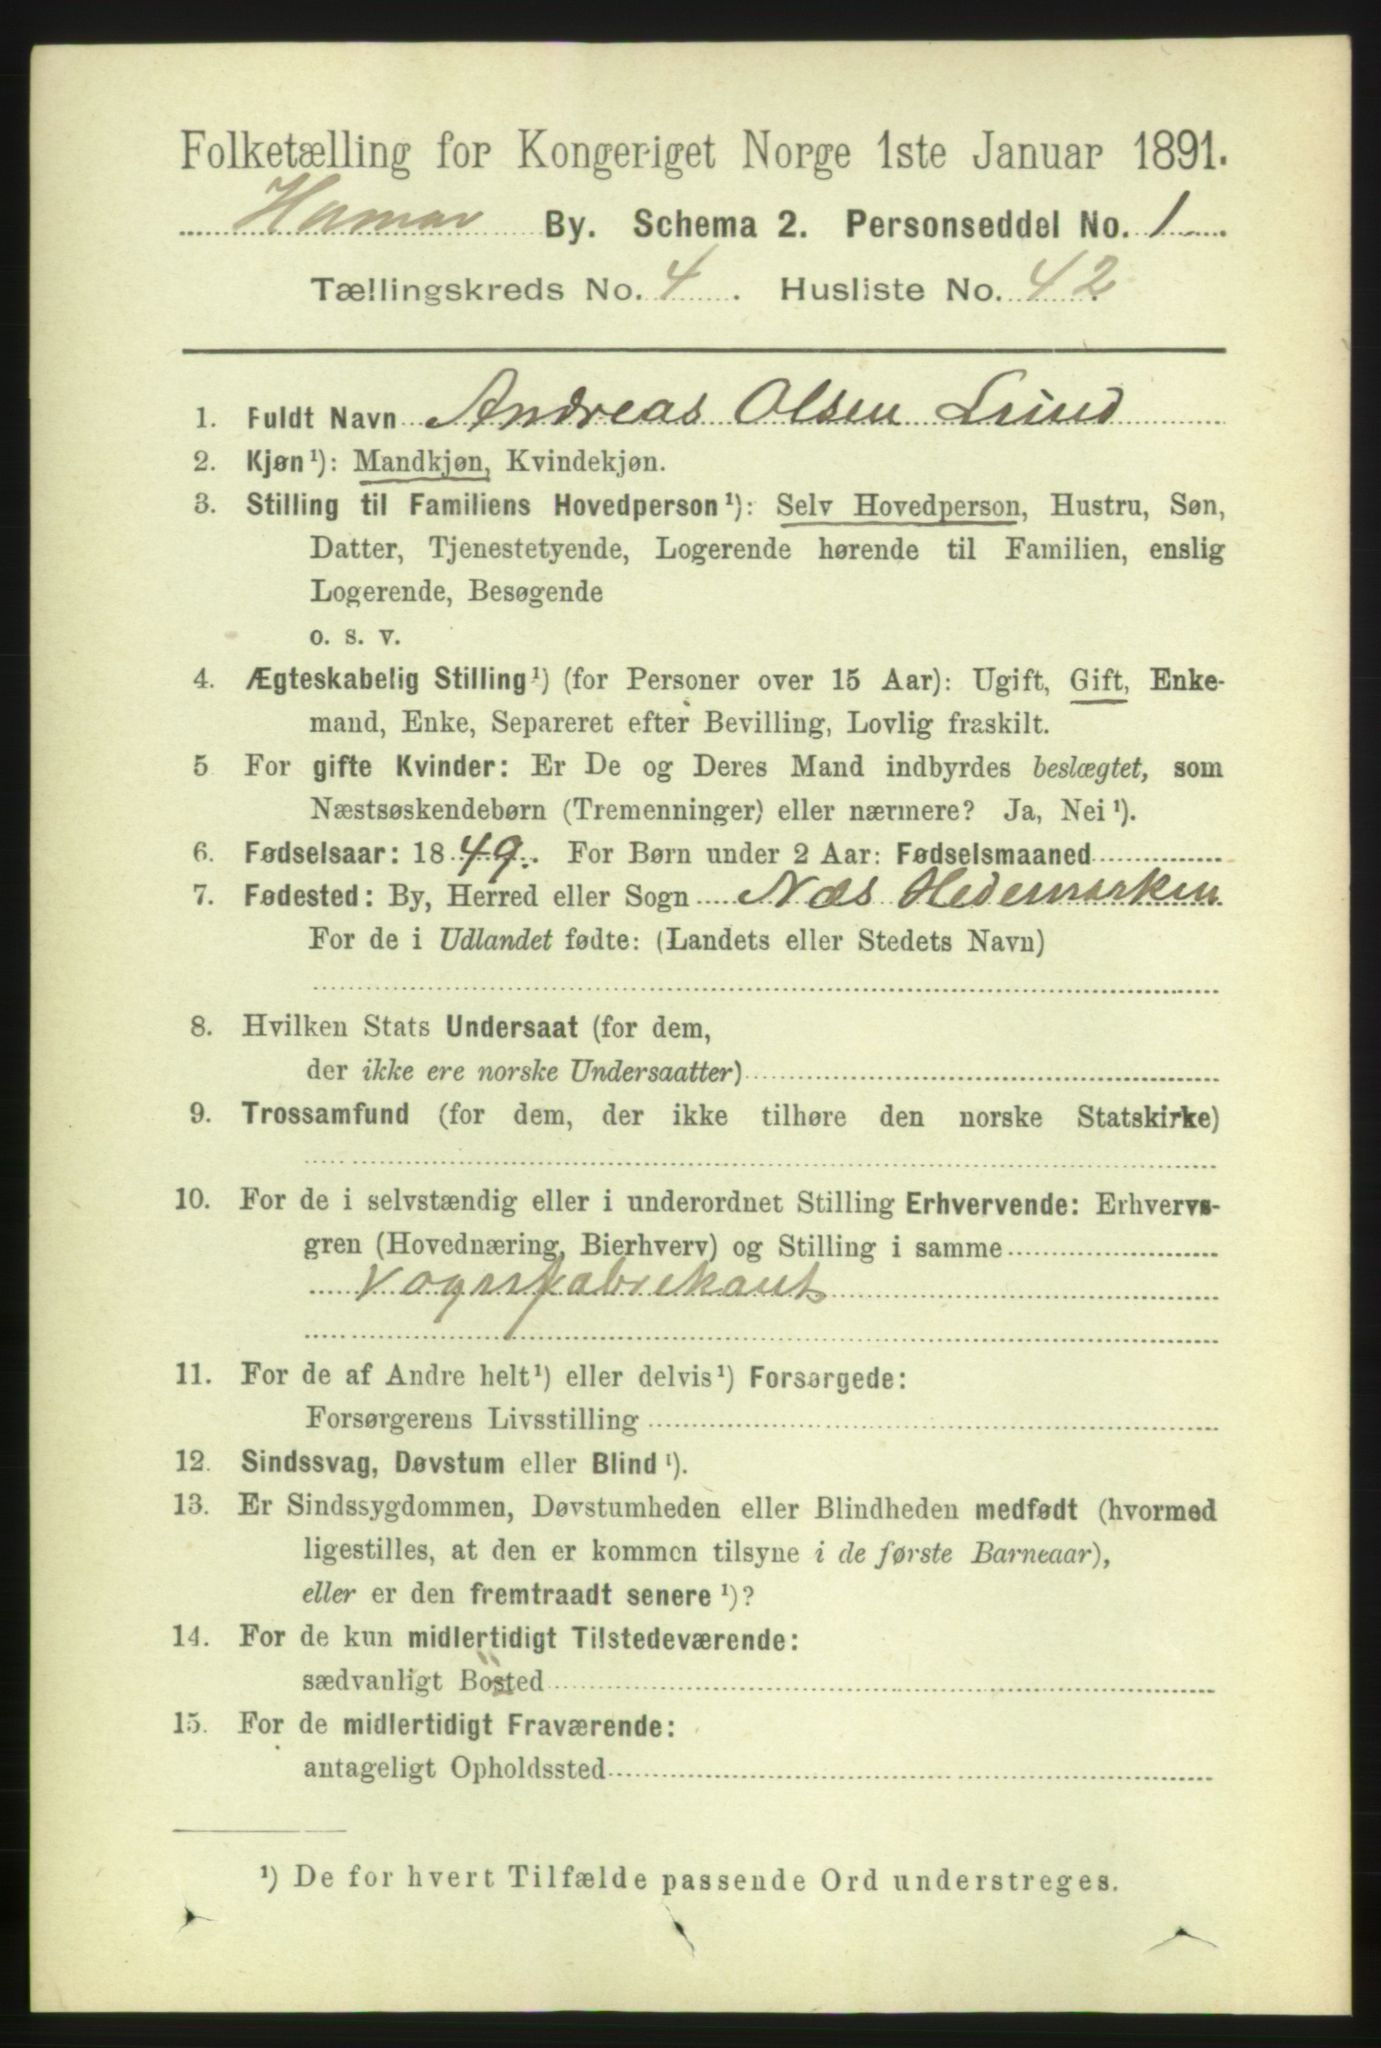 Folketælling for Kongeriget Norge 1ste Januar 1891.
Hamar By. Schema 2. Personseddel No. 1
Tællingskreds No. 4. Husliste No. 42
1. Fuldt Navn Andreas Olsen Lund
2. Kjøn ¹): Mandkjøn, Kvindekjøn.
3. Stilling til Familiens Hovedperson ¹): Selv Hovedperson, Hustru, Søn,
Datter, Tjenestetyende, Logerende hørende til Familien, enslig
Logerende, Besøgende
o. s. v.
4. Ægteskabelig Stilling ¹) (for Personer over 15 Aar): Ugift, Gift, Enke-
mand, Enke, Separeret efter Bevilling, Lovlig fraskilt.
5 For gifte Kvinder: Er De og Deres Mand indbyrdes beslægtet, som
Næstsøskendebørn (Tremenninger) eller nærmere? Ja, Nei ¹).
6. Fødselsaar: 1849. For Børn under 2 Aar: Fødselsmaaned
7. Fødested: By, Herred eller Sogn Næs Hedemarken
For de i Udlandet fødte: (Landets eller Stedets Navn)
8. Hvilken Stats Undersaat (for dem,
der ikke ere norske Undersaatter)
9. Trossamfund (for dem, der ikke tilhøre den norske Statskirke)
10. For de i selvstændig eller i underordnet Stilling Erhvervende: Erhvervs-
gren (Hovednæring, Bierhverv) og Stilling i samme
Vognfabrikant
11. For de af Andre helt ¹) eller delvis ¹) Forsørgede:
Forsørgerens Livsstilling
12. Sindssvag, Døvstum eller Blind ¹).
13. Er Sindssygdommen, Døvstumheden eller Blindheden medfødt (hvormed
ligestilles, at den er kommen tilsyne i de første Barneaar),
eller er den fremtraadt senere ¹)?
14. For de kun midlertidigt Tilstedeværende:
sædvanligt Bosted
15. For de midlertidigt Fraværende:
antageligt Opholdssted
¹) De for hvert Tilfælde passende Ord understreges.